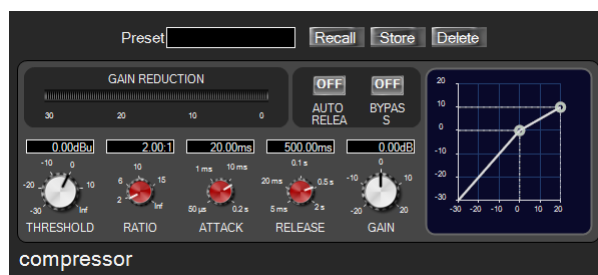 Preset Recall Store Delete
GAIN REDUCTION
30 20 10 0
OFF OFF
AUTO RELEA
BYPAS S
0.00dBu 2.00:1 20.00ms 500.00ms 0.00dB
-10 0
-20 10
-30 Inf
THRESHOLD
10
6 15
2 Inf
RATIO
1 ms 10 ms
50 µs 0.2 s
ATTACK
0.1 s
20 ms 0.5 s
5 ms 2 s
RELEASE
0
-10 10
-20 20
GAIN
20
10
0
-10
-20
-30
-30 -20 -10 0 10 20
compressor